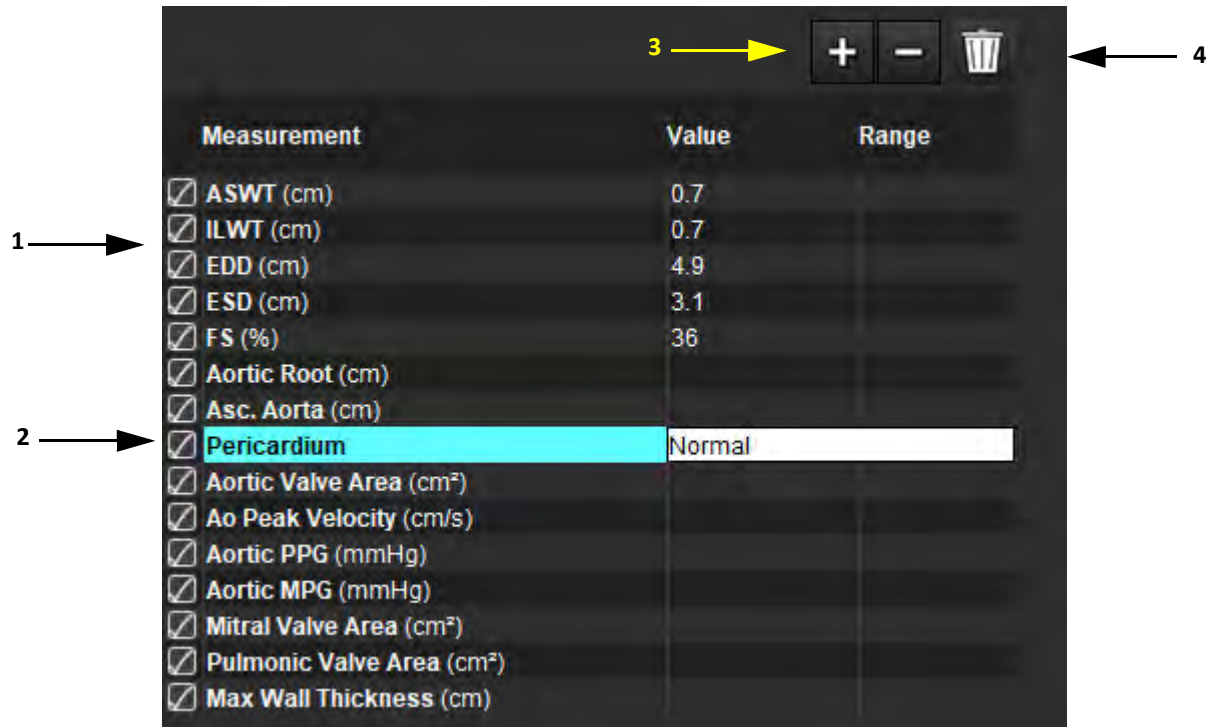 3
4
Measurement Value Range
ASWT (cm) 0.7
ILWT (cm) 0.7
1
EDD (cm) 4.9
ESD (cm) 3.1
FS (%) 36
Aortic Root (cm)
Asc. Aorta (cm)
2
Pericardium Normal
Aortic Valve Area (cm²)
Ao Peak Velocity (cm/s)
Aortic PPG (mmHg)
Aortic MPG (mmHg)
Mitral Valve Area (cm²)
Pulmonic Valve Area (cm²)
Max Wall Thickness (cm)